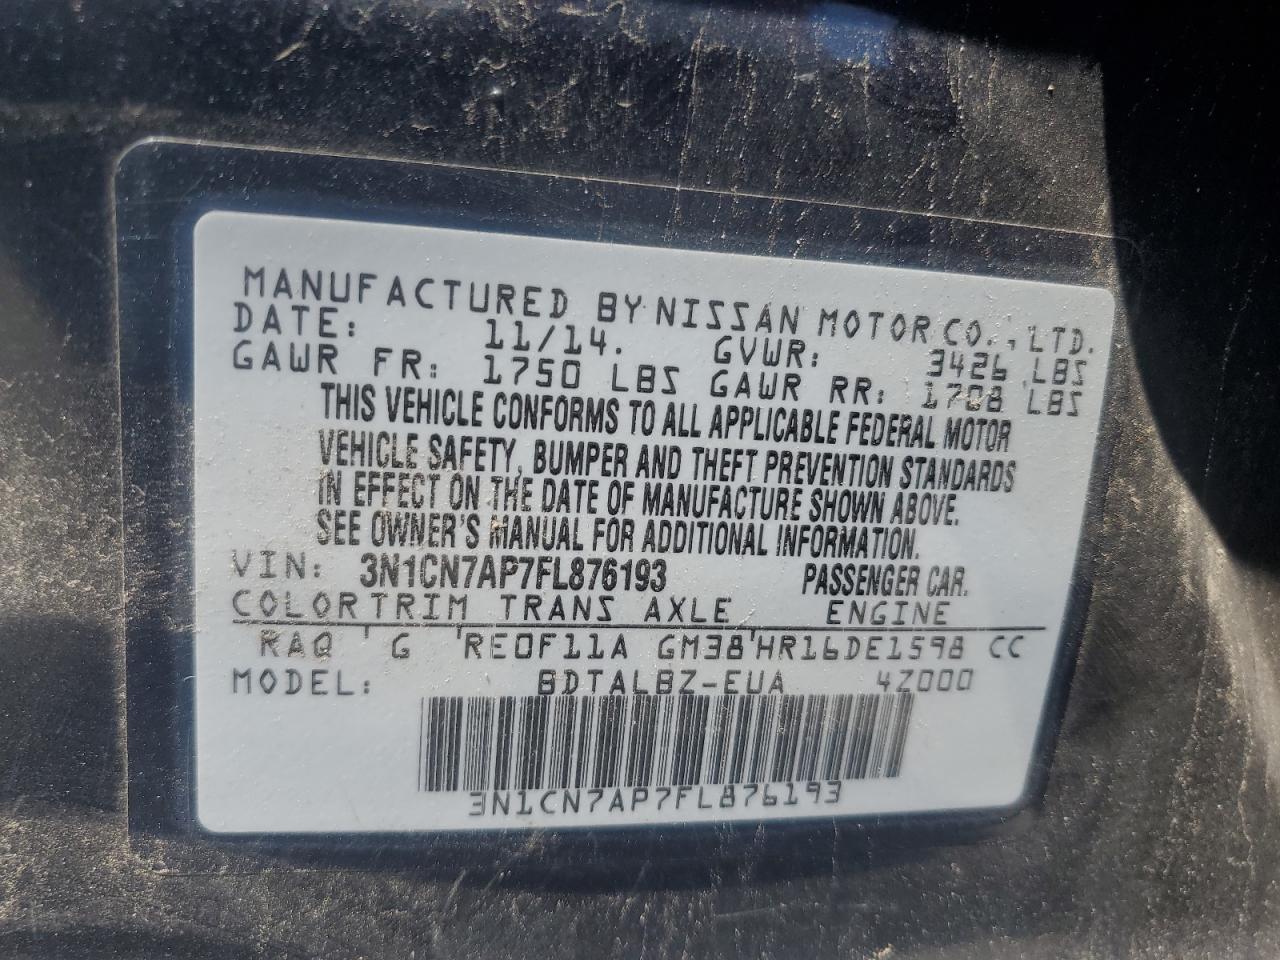 MANUFACTURED BY NISSAN MOTOR CO., LTD.
DATE: 11/14. GVWR: 3426 LBS
GAWR FR: 1750 LBS GAWR RR: 1708 LBS
THIS VEHICLE CONFORMS TO ALL APPLICABLE FEDERAL MOTOR
VEHICLE SAFETY, BUMPER AND THEFT PREVENTION STANDARDS
IN EFFECT ON THE DATE OF MANUFACTURE SHOWN ABOVE.
SEE OWNER'S MANUAL FOR ADDITIONAL INFORMATION.
VIN: 3N1CN7AP7FL876193 PASSENGER CAR.
COLOR TRIM TRANS AXLE ENGINE
RAQ ' G 'RE0F11A GM38'HR16DE1598 CC
MODEL: BDTALBZ-EUA 4Z000
3N1CN7AP7FL876193